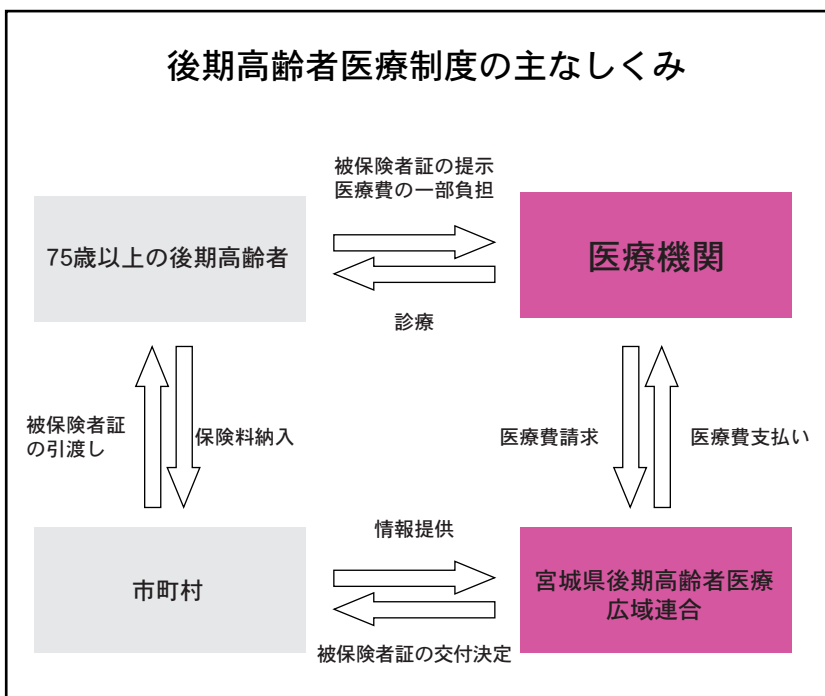 後期高齢者医療制度の主なしくみ
被保険者証の提示
医療費の一部負担
75歳以上の後期高齢者
医療機関
診療
被保険者証
の引渡し
保険料納入
医療費請求
医療費支払い
情報提供
市町村
宮城県後期高齢者医療
広域連合
被保険者証の交付決定